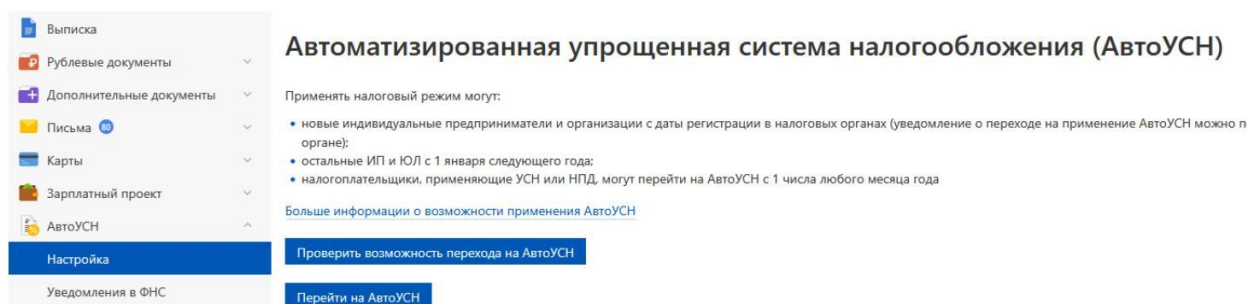 Выписка
Рублевые документы
Дополнительные документы
Письма 80
Карты
Зарплатный проект
АвтоУСН
Настройка
Уведомления в ФНС
Автоматизированная упрощенная система налогообложения (АвтоУСН)
Применять налоговый режим могут:
• новые индивидуальные предприниматели и организации с даты регистрации в налоговых органах (уведомление о переходе на применение АвтоУСН можно п
органе);
• остальные ИП и ЮЛ с 1 января следующего года;
• налогоплательщики, применяющие УСН или НПД, могут перейти на АвтоУСН с 1 числа любого месяца года
Больше информации о возможности применения АвтоУСН
Проверить возможность перехода на АвтоУСН
Перейти на АвтоУСН